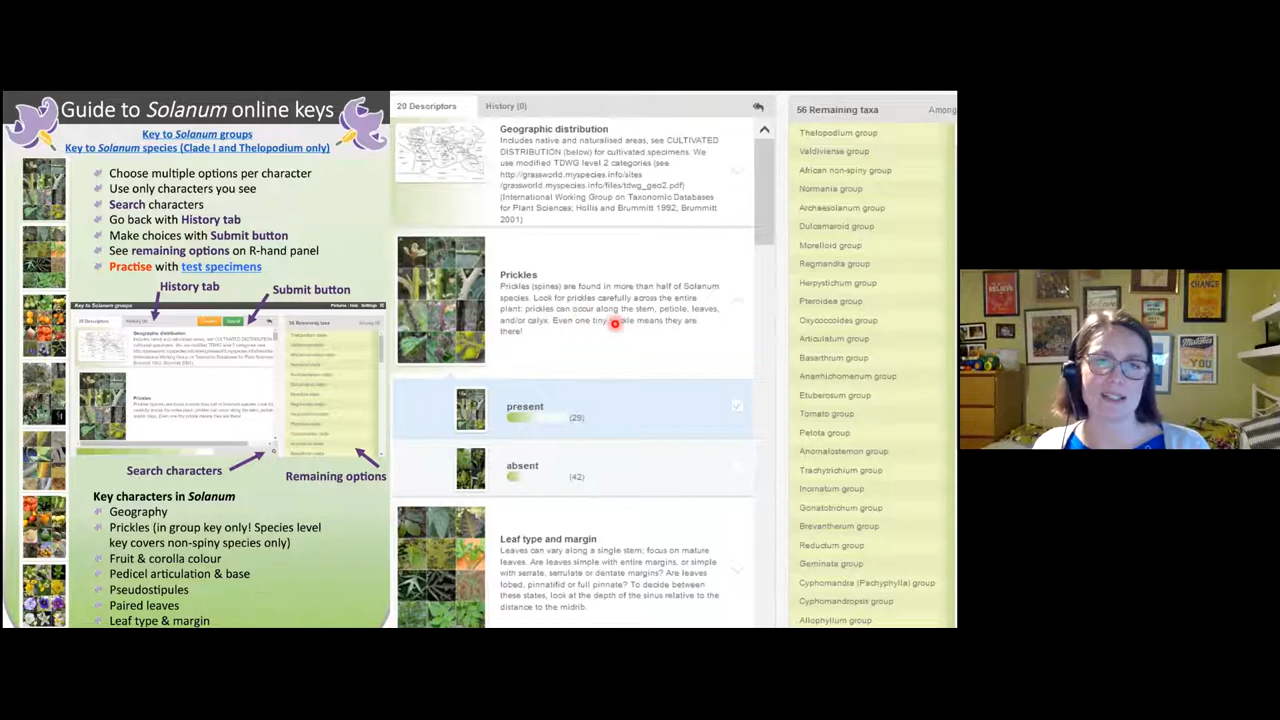 Guide to Solanum online keys
Key to Solanum groups
Key to Solanum species (Clade I and Thelopodium only)
Choose multiple options per character
Use only characters you see
Search characters
Go back with History tab
Make choices with Submit button
See remaining options on R-hand panel
Practise with test specimens
History tab
Submit button
Key to Solanum groups
Geographic distribution
56 Remaining taxa
Prickles
Search characters
Remaining options
Key characters in Solanum
Geography
Prickles (in group key only! Species level
key covers non-spiny species only)
Fruit & corolla colour
Pedicel articulation & base
Pseudostipules
Paired leaves
Leaf type & margin
20 Descriptors
History (0)
Geographic distribution
Includes native and naturalised areas, see CULTIVATED
DISTRIBUTION (below) for cultivated specimens. We
use modified TDWG level 2 categories (see
http://grassworld.myspecies.info/sites
/grassworld.myspecies.info/files/tdwg_geo2.pdf)
(International Working Group on Taxonomic Databases
for Plant Sciences; Hollis and Brummitt 1992, Brummitt
2001)
Prickles
Prickles (spines) are found in more than half of Solanum
species. Look for prickles carefully across the entire
plant: prickles can occur along the stem, petiole, leaves,
and/or calyx. Even one tiny means they are
there!
present
(29)
absent
(42)
Leaf type and margin
Leaves can vary along a single stem; focus on mature
leaves. Are leaves simple with entire margins, or simple
with serrate, serrulate or dentate margins? Are leaves
lobed, pinnatifid or full pinnate? To decide between
these states, look at the depth of the sinus relative to the
distance to the midrib.
56 Remaining taxa
Among
Thelopodium group
Valdiviense group
African non-spiny group
Normania group
Archaesolanum group
Dulcamaroid group
Morelloid group
Regmandra group
Herpystichum group
Pteroidea group
Oxycoccoides group
Articulatum group
Basarthrum group
Anarrhichomenum group
Etuberosum group
Tomato group
Petota group
Anomalostemon group
Trachytrichium group
Inornatum group
Gonatotrichum group
Brevantherum group
Reductum group
Geminata group
Cyphomandra (Pachyphylla) group
Cyphomandropsis group
Allophyllum group